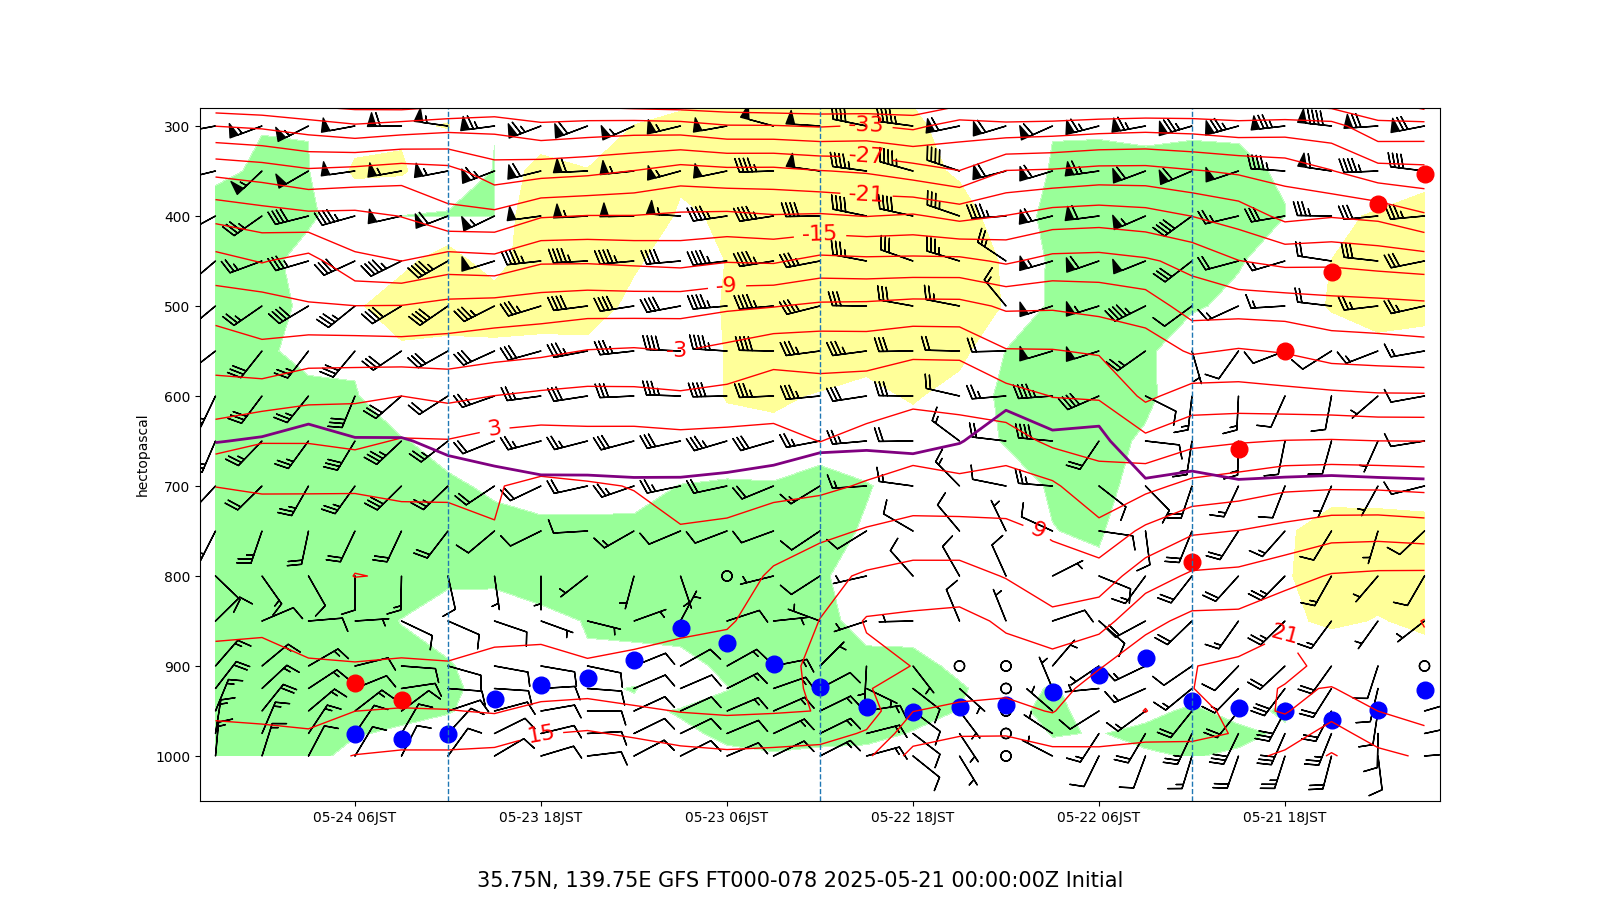 hectopascal
300
400
500
600
700
800
900
1000
-33
-27
-21
-15
-9
-3
3
9
21
15
05-24 06JST
05-23 18JST
05-23 06JST
05-22 18JST
05-22 06JST
05-21 18JST
35.75N, 139.75E GFS FT000-078 2025-05-21 00:00:00Z Initial